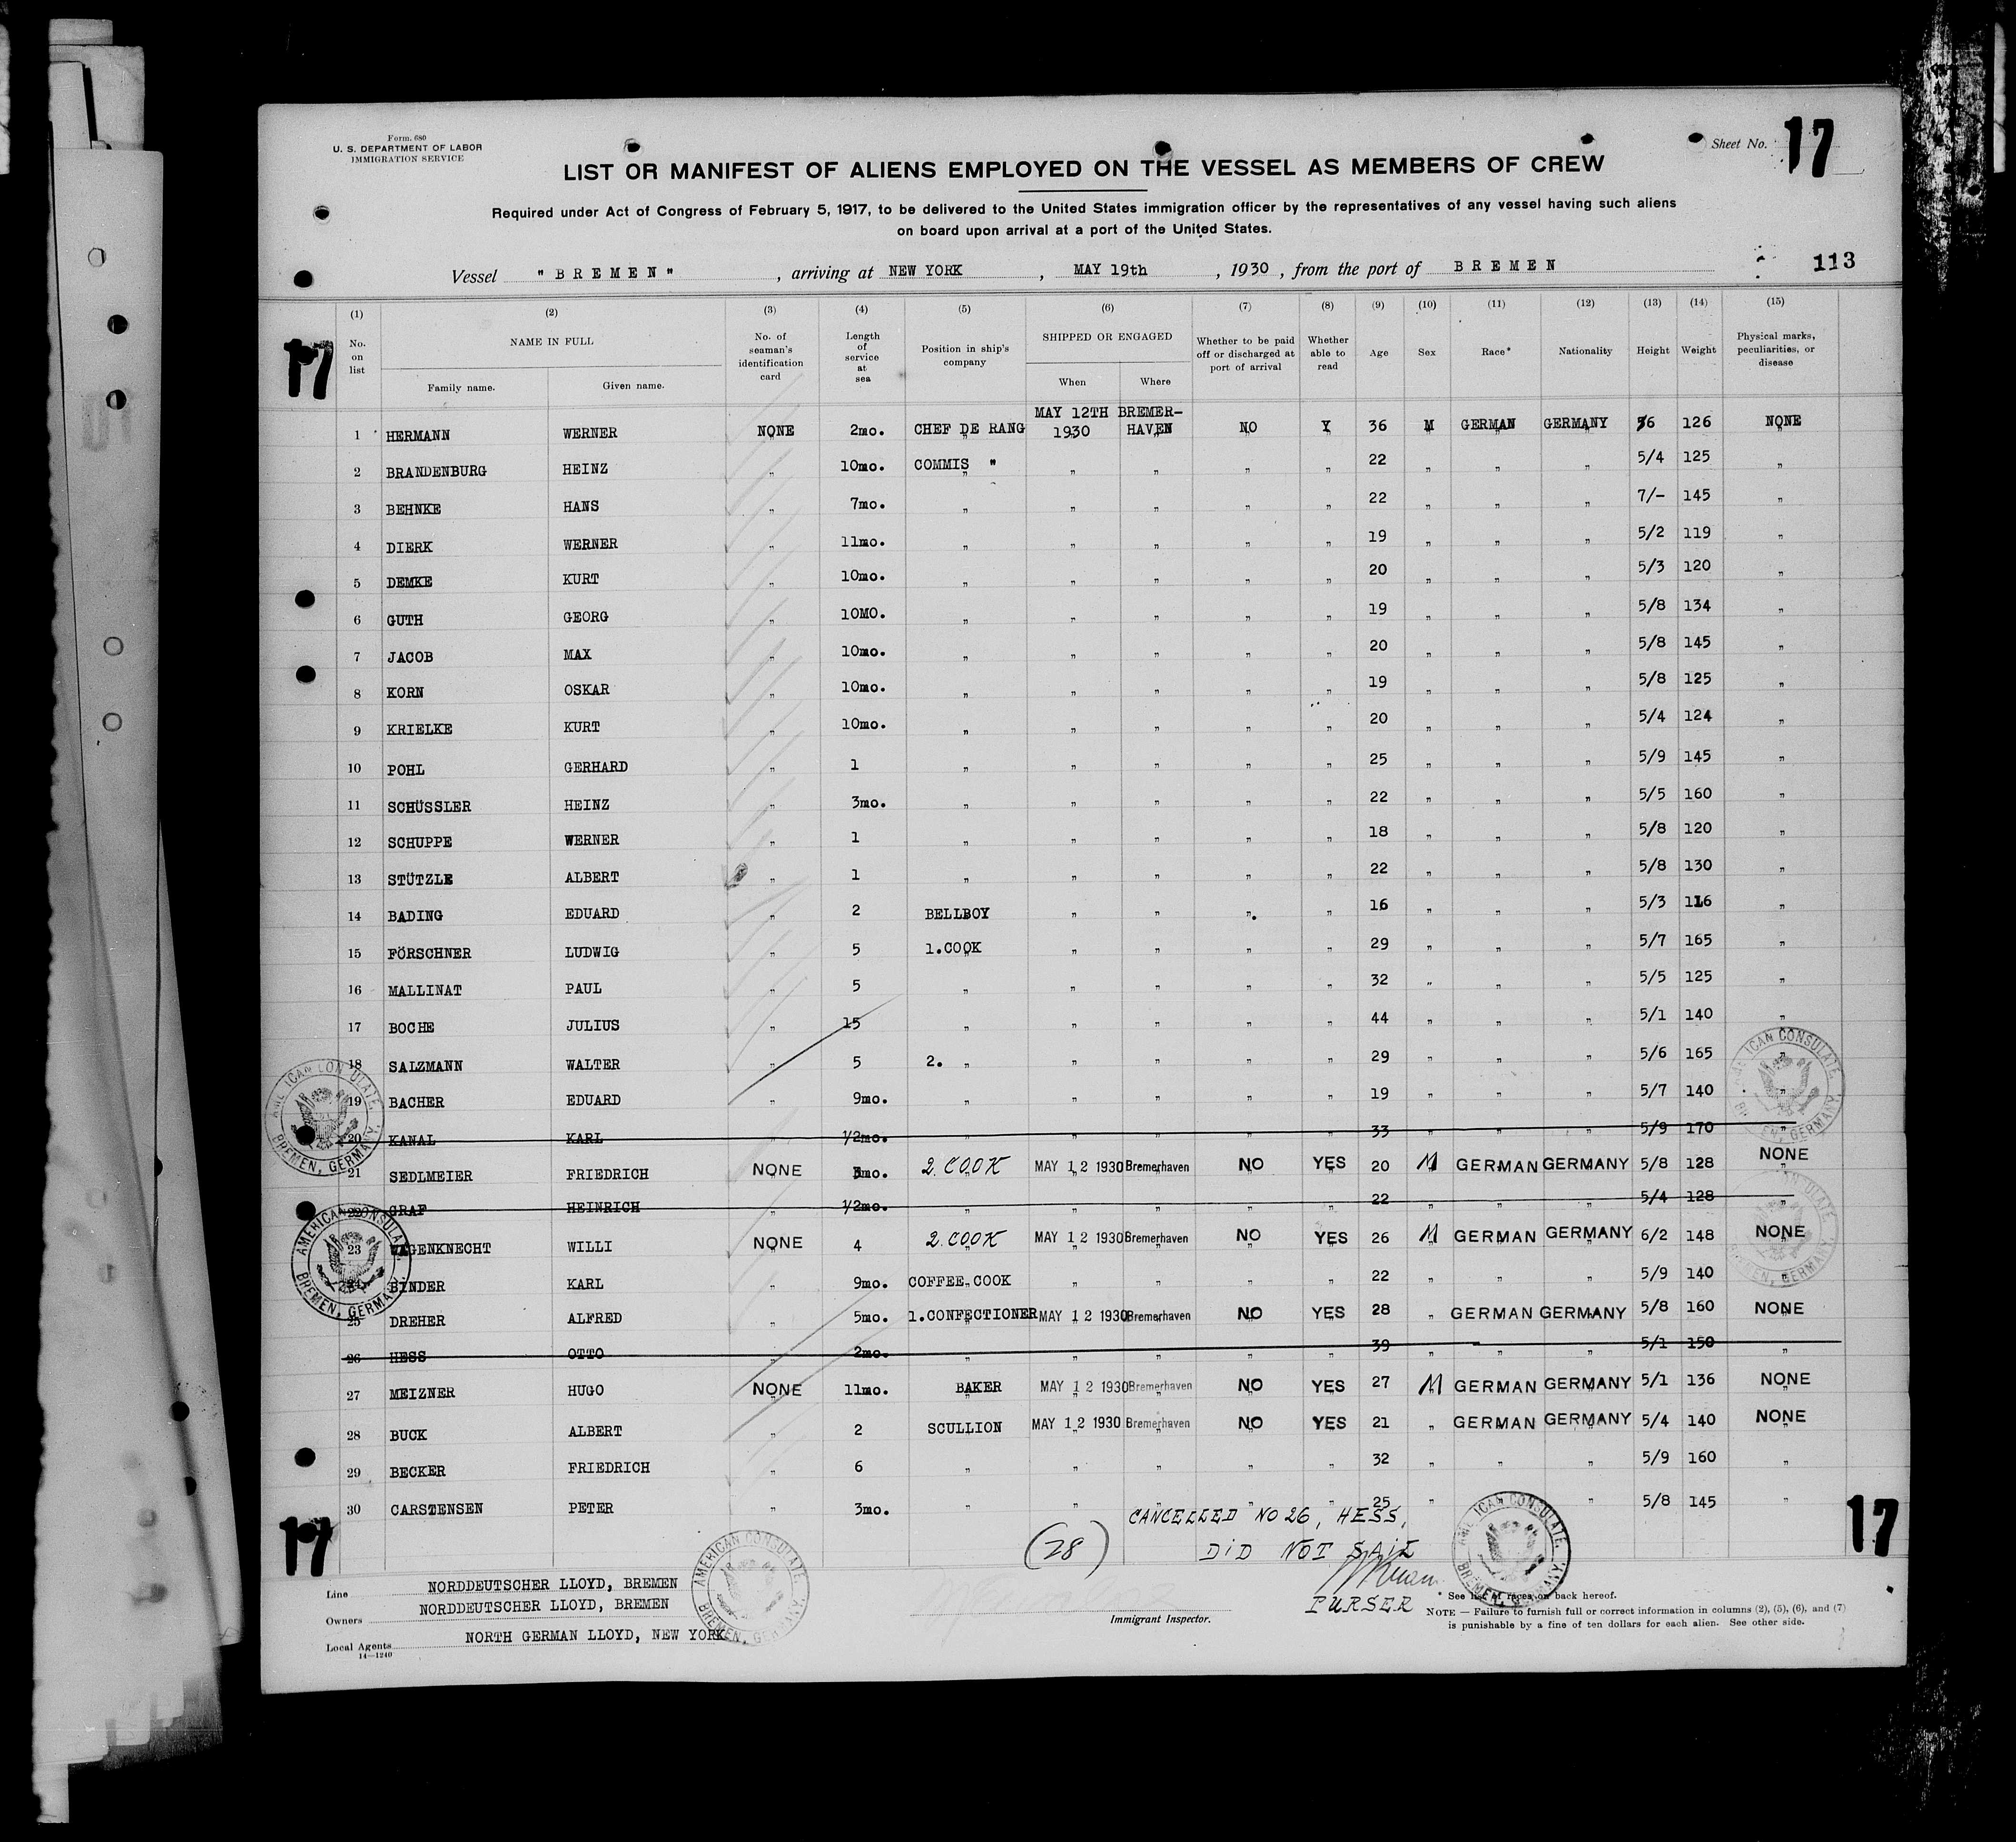 Form. 680
U. S. DEPARTMENT OF LABOR
IMMIGRATION SERVICE
Sheet No. 17
LIST OR MANIFEST OF ALIENS EMPLOYED ON THE VESSEL AS MEMBERS OF CREW
Required under Act of Congress of February 5, 1917, to be delivered to the United States immigration officer by the representatives of any vessel having such aliens
on board upon arrival at a port of the United States.
Vessel "BREMEN", arriving at NEW YORK, MAY 19th, 1930, from the port of BREMEN 113
(1) (2) (3) (4) (5) (6) (7) (8) (9) (10) (11) (12) (13) (14) (15)
No. on list NAME IN FULL Family name. Given name. No. of seaman's identification card Length of service at sea Position in ship's company SHIPPED OR ENGAGED When Where Whether to be paid off or discharged at port of arrival Whether able to read Age Sex Race* Nationality Height Weight Physical marks, peculiarities, or disease
17
MAY 12TH BREMER-
1 HERMANN WERNER NONE 2mo. CHEF DE RANG 1930 HAVEN NO Y 36 M GERMAN GERMANY 56 126 NONE
2 BRANDENBURG HEINZ " 10mo. COMMIS " " " " " 22 " " " 5/4 125 "
3 BEHNKE HANS " 7mo. " " " " " 22 " " " 7/- 145 "
4 DIERK WERNER " 11mo. " " " " " 19 " " " 5/2 119 "
5 DEMKE KURT " 10mo. " " " " " 20 " " " 5/3 120 "
6 GUTH GEORG " 10MO. " " " " " 19 " " " 5/8 134 "
7 JACOB MAX " 10mo. " " " " " 20 " " " 5/8 145 "
8 KORN OSKAR " 10mo. " " " " " 19 " " " 5/8 125 "
9 KRIELKE KURT " 10mo. " " " " " 20 " " " 5/4 124 "
10 POHL GERHARD " 1 " " " " " 25 " " " 5/9 145 "
11 SCHÜSSLER HEINZ " 3mo. " " " " " 22 " " " 5/5 160 "
12 SCHUPPE WERNER " 1 " " " " " 18 " " " 5/8 120 "
13 STÜTZLE ALBERT " 1 " " " " " 22 " " " 5/8 130 "
14 BADING EDUARD " 2 BELLBOY " " " " 16 " " " 5/3 116 "
15 FÖRSCHNER LUDWIG " 5 1.COOK " " " " 29 " " " 5/7 165 "
16 MALLINAT PAUL " 5 " " " " " 32 " " " 5/5 125 "
17 BOCHE JULIUS " 15 " " " " " 44 " " " 5/1 140 "
18 SALZMANN WALTER " 5 2. " " " " " 29 " " " 5/6 165 "
19 BACHER EDUARD " 9mo. " " " " " 19 " " " 5/7 140 "
20 KANAL KARL " 1/2mo. " " " " " 33 " " " 5/9 170 "
21 SEDLMEIER FRIEDRICH NONE mo. 2. COOK MAY 12 1930 Bremerhaven NO YES 20 M GERMAN GERMANY 5/8 128 NONE
22 GRAF HEINRICH " 1/2mo. " " " " " 22 " " " 5/4 128 "
23 WAGENKNECHT WILLI NONE 4 2. COOK MAY 12 1930 Bremerhaven NO YES 26 M GERMAN GERMANY 6/2 148 NONE
24 BINDER KARL " 9mo. COFFEE COOK " " " " 22 " " " 5/9 140 "
25 DREHER ALFRED " 5mo. 1.CONFECTIONER MAY 12 1930 Bremerhaven NO YES 28 " GERMAN GERMANY 5/8 160 NONE
26 HESS OTTO " 2mo. " " " " " 39 " " " 5/1 150 "
27 MEIZNER HUGO NONE 11mo. BAKER MAY 12 1930 Bremerhaven NO YES 27 M GERMAN GERMANY 5/1 136 NONE
28 BUCK ALBERT " 2 SCULLION MAY 12 1930 Bremerhaven NO YES 21 " GERMAN GERMANY 5/4 140 NONE
29 BECKER FRIEDRICH " 6 " " " " " 32 " " " 5/9 160 "
30 CARSTENSEN PETER " 3mo. " " " " " 25 " " " 5/8 145 "
AMERICAN CONSULATE,
BREMEN, GERMANY.
CANCELLED NO 26, HESS,
(28) DID NOT SAIL
PURSER
17 17
Line NORDDEUTSCHER LLOYD, BREMEN
Owners NORDDEUTSCHER LLOYD, BREMEN
Local Agents NORTH GERMAN LLOYD, NEW YORK
14—1240
Immigrant Inspector.
* See list of races on back hereof.
NOTE — Failure to furnish full or correct information in columns (2), (5), (6), and (7)
is punishable by a fine of ten dollars for each alien. See other side.